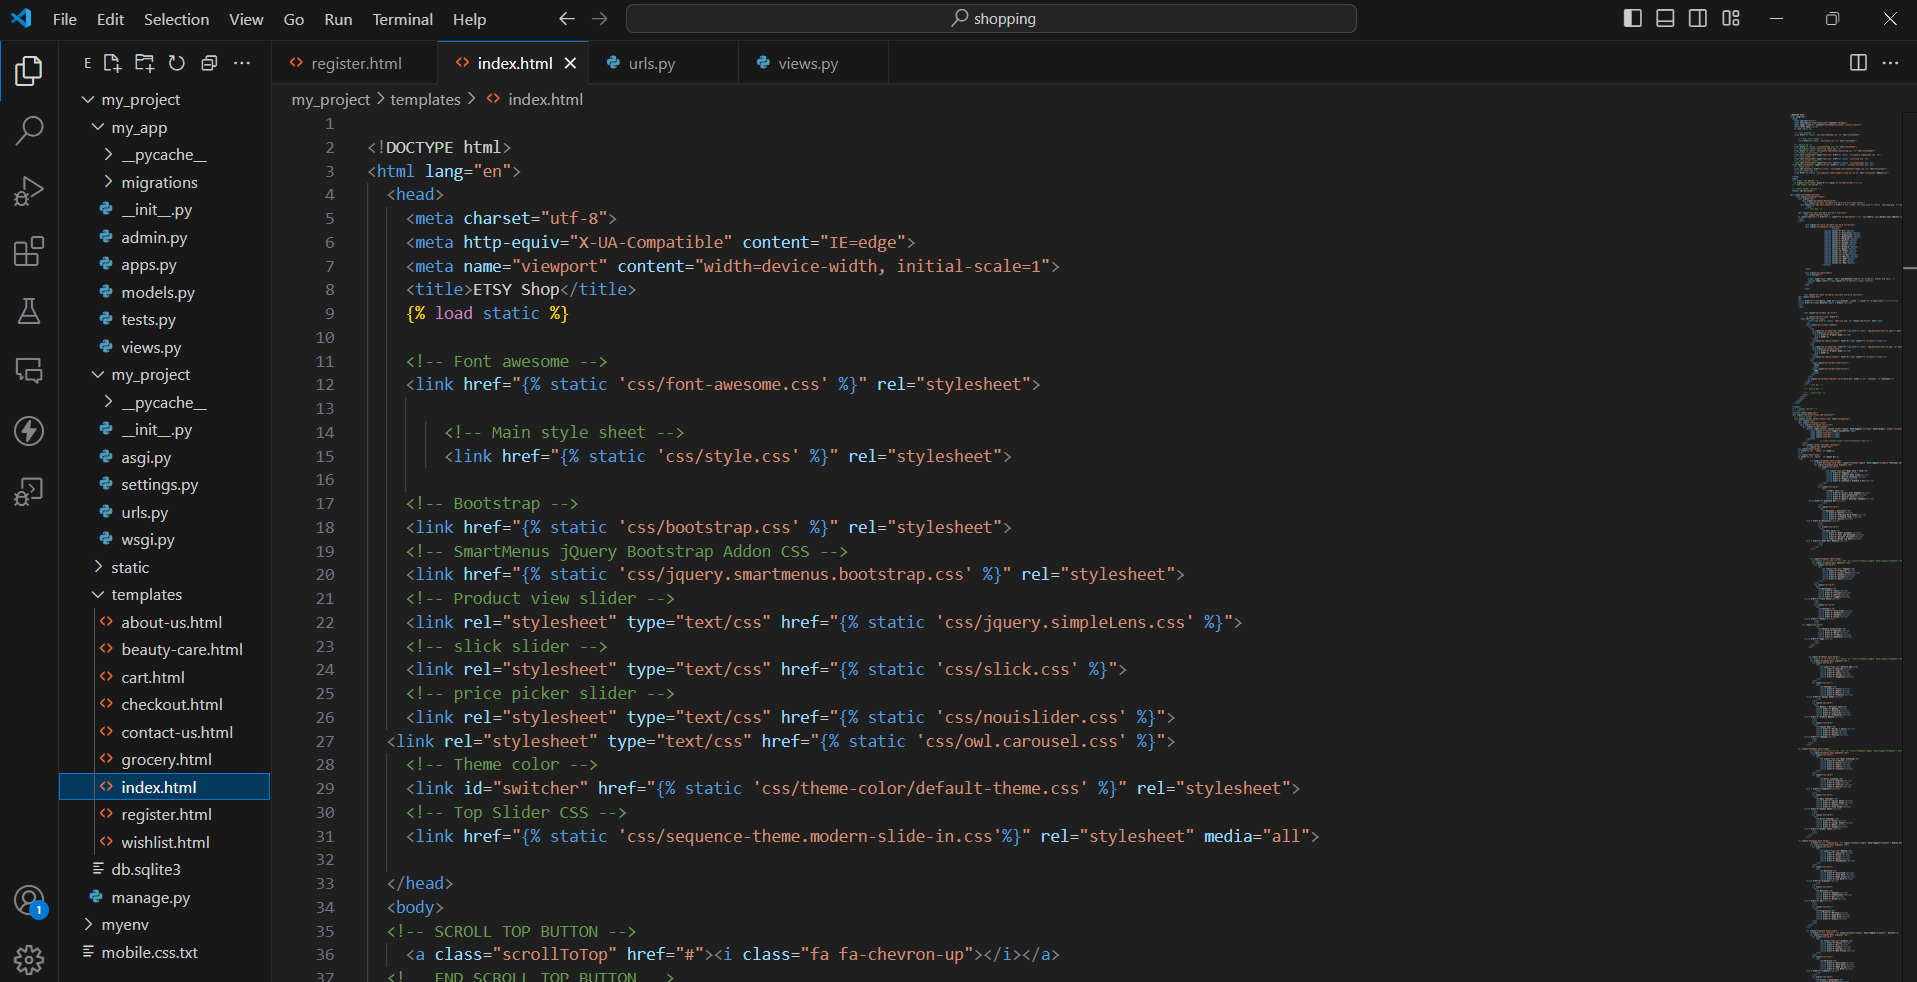 File Edit Selection View Go Run Terminal Help
shopping
E
register.html
index.html
urls.py
views.py
my_project > templates > index.html
my_project
my_app
__pycache__
migrations
__init__.py
admin.py
apps.py
models.py
tests.py
views.py
my_project
__pycache__
__init__.py
asgi.py
settings.py
urls.py
wsgi.py
static
templates
about-us.html
beauty-care.html
cart.html
checkout.html
contact-us.html
grocery.html
index.html
register.html
wishlist.html
db.sqlite3
manage.py
myenv
mobile.css.txt
1
1
2 <!DOCTYPE html>
3 <html lang="en">
4 <head>
5 <meta charset="utf-8">
6 <meta http-equiv="X-UA-Compatible" content="IE=edge">
7 <meta name="viewport" content="width=device-width, initial-scale=1">
8 <title>ETSY Shop</title>
9 {% load static %}
10
11 <!-- Font awesome -->
12 <link href="{% static 'css/font-awesome.css' %}" rel="stylesheet">
13
14 <!-- Main style sheet -->
15 <link href="{% static 'css/style.css' %}" rel="stylesheet">
16
17 <!-- Bootstrap -->
18 <link href="{% static 'css/bootstrap.css' %}" rel="stylesheet">
19 <!-- SmartMenus jQuery Bootstrap Addon CSS -->
20 <link href="{% static 'css/jquery.smartmenus.bootstrap.css' %}" rel="stylesheet">
21 <!-- Product view slider -->
22 <link rel="stylesheet" type="text/css" href="{% static 'css/jquery.simpleLens.css' %}">
23 <!-- slick slider -->
24 <link rel="stylesheet" type="text/css" href="{% static 'css/slick.css' %}">
25 <!-- price picker slider -->
26 <link rel="stylesheet" type="text/css" href="{% static 'css/nouislider.css' %}">
27 <link rel="stylesheet" type="text/css" href="{% static 'css/owl.carousel.css' %}">
28 <!-- Theme color -->
29 <link id="switcher" href="{% static 'css/theme-color/default-theme.css' %}" rel="stylesheet">
30 <!-- Top Slider CSS -->
31 <link href="{% static 'css/sequence-theme.modern-slide-in.css'%}" rel="stylesheet" media="all">
32
33 </head>
34 <body>
35 <!-- SCROLL TOP BUTTON -->
36 <a class="scrollToTop" href="#"><i class="fa fa-chevron-up"></i></a>
37 <! END SCROLL TOP BUTTON >